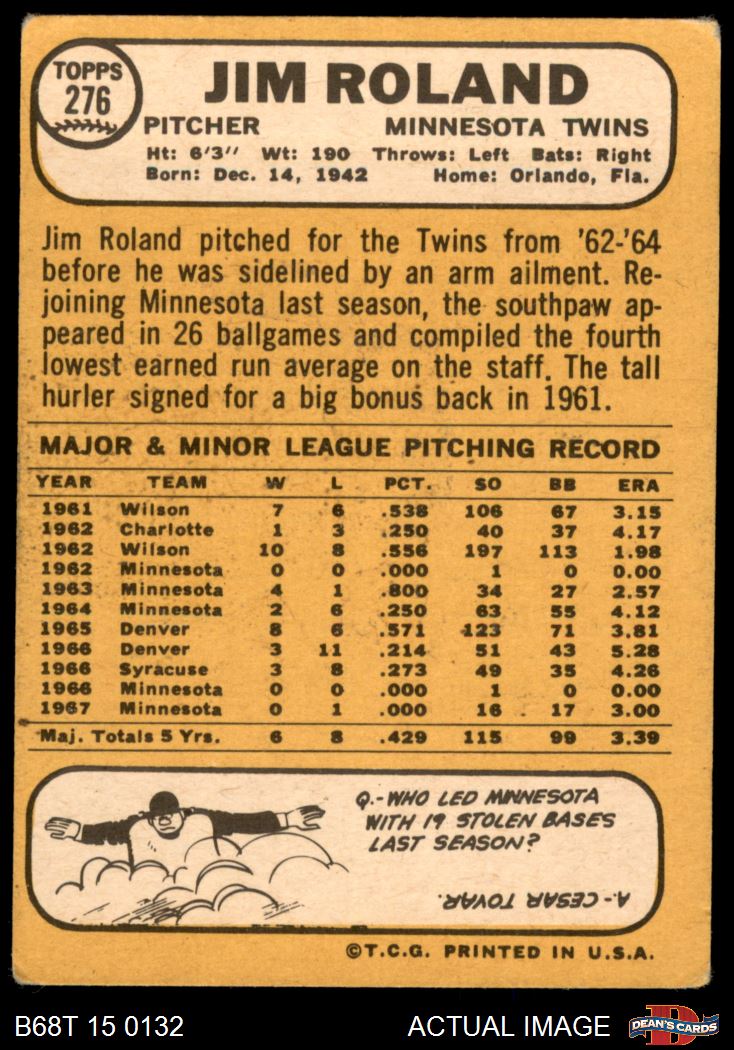 TOPPS
276
JIM ROLAND
PITCHER MINNESOTA TWINS
Ht: 6'3'' Wt: 190 Throws: Left Bats: Right
Born: Dec. 14, 1942 Home: Orlando, Fla.
Jim Roland pitched for the Twins from '62-'64
before he was sidelined by an arm ailment. Re-
joining Minnesota last season, the southpaw ap-
peared in 26 ballgames and compiled the fourth
lowest earned run average on the staff. The tall
hurler signed for a big bonus back in 1961.
MAJOR & MINOR LEAGUE PITCHING RECORD
YEAR TEAM W L PCT. SO BB ERA
1961 Wilson 7 6 .538 106 67 3.15
1962 Charlotte 1 3 .250 40 37 4.17
1962 Wilson 10 8 .556 197 113 1.98
1962 Minnesota 0 0 .000 1 0 0.00
1963 Minnesota 4 1 .800 34 27 2.57
1964 Minnesota 2 6 .250 63 55 4.12
1965 Denver 8 6 .571 123 71 3.81
1966 Denver 3 11 .214 51 43 5.28
1966 Syracuse 3 8 .273 49 35 4.26
1966 Minnesota 0 0 .000 1 0 0.00
1967 Minnesota 0 1 .000 16 17 3.00
Maj. Totals 5 Yrs. 6 8 .429 115 99 3.39
Q.-WHO LED MINNESOTA
WITH 19 STOLEN BASES
LAST SEASON?
A.- CESAR TOVAR.
©T.C.G. PRINTED IN U.S.A.
B68T 15 0132 ACTUAL IMAGE DEAN'S CARDS